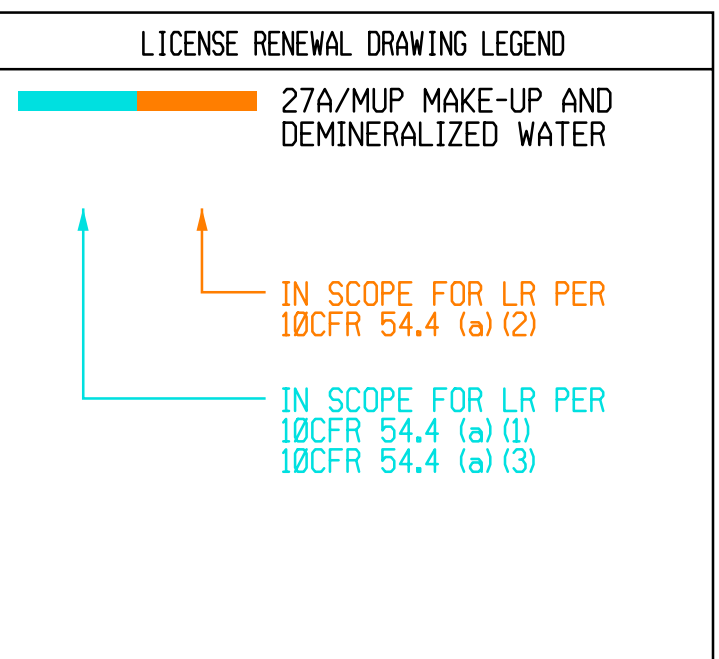 LICENSE RENEWAL DRAWING LEGEND
27A/MUP MAKE-UP AND
DEMINERALIZED WATER
IN SCOPE FOR LR PER
10CFR 54.4 (a)(2)
IN SCOPE FOR LR PER
10CFR 54.4 (a)(1)
10CFR 54.4 (a)(3)